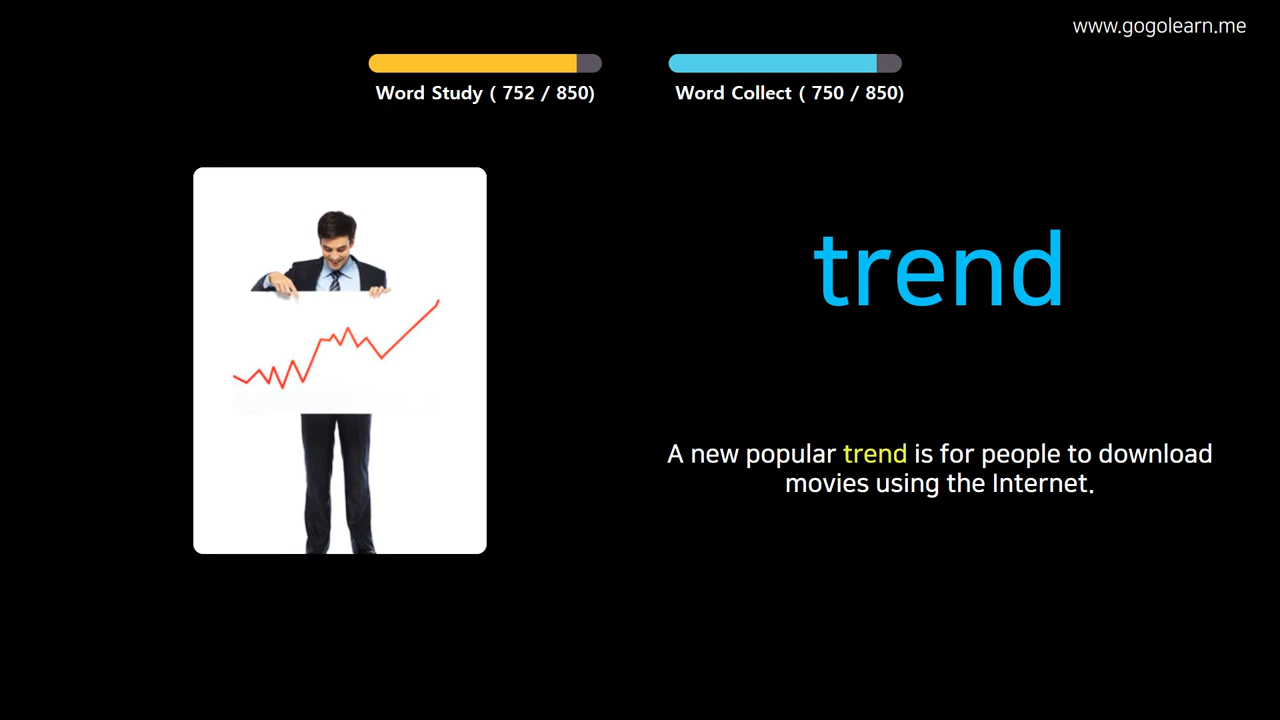 www.gogolearn.me
Word Study ( 752 / 850)
Word Collect ( 750 / 850)
trend
A new popular trend is for people to download
movies using the Internet.